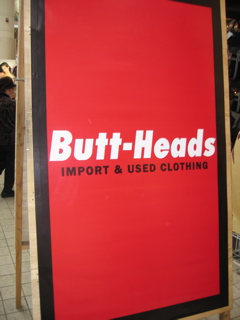 Butt-Heads
IMPORT & USED CLOTHING